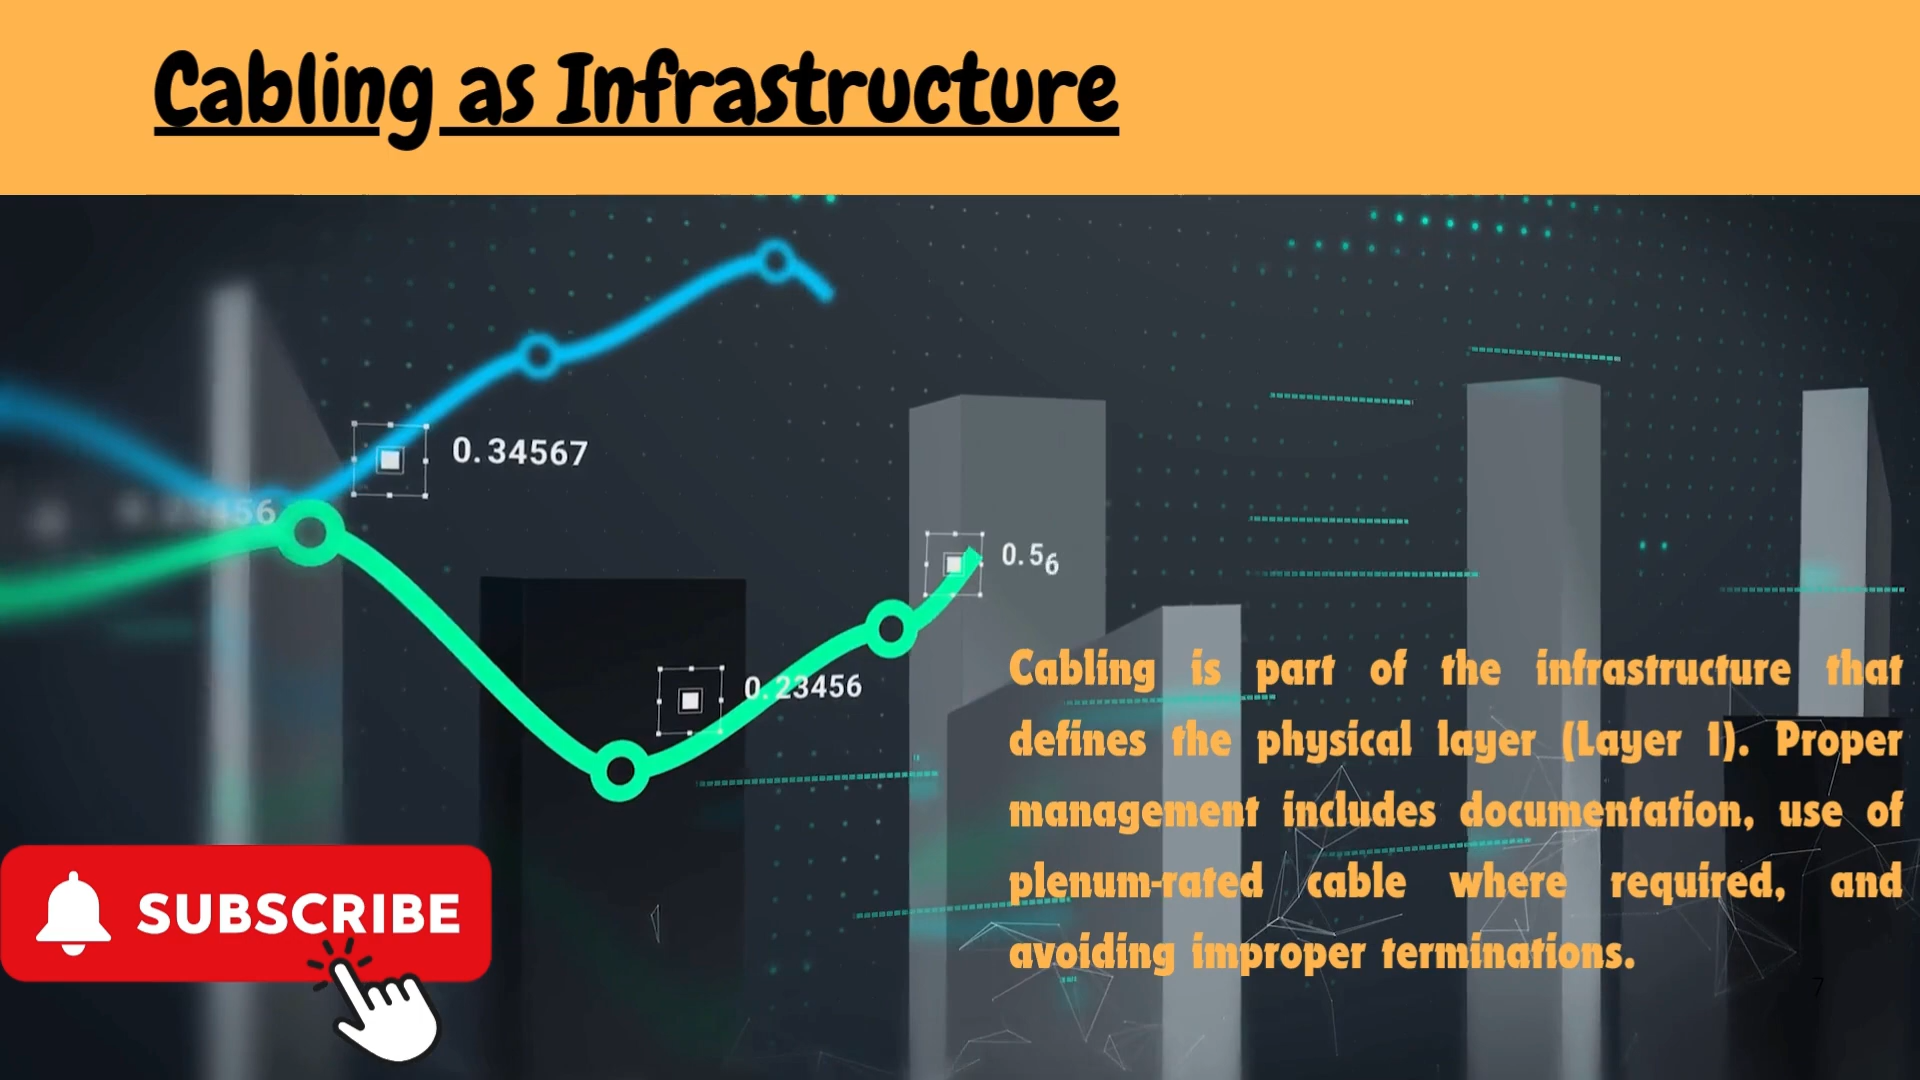 Cabling as Infrastructure
0.34567
0.56
0.23456
Cabling is part of the infrastructure that
defines the physical layer (Layer 1). Proper
management includes documentation, use of
plenum-rated cable where required, and
avoiding improper terminations.
SUBSCRIBE
7